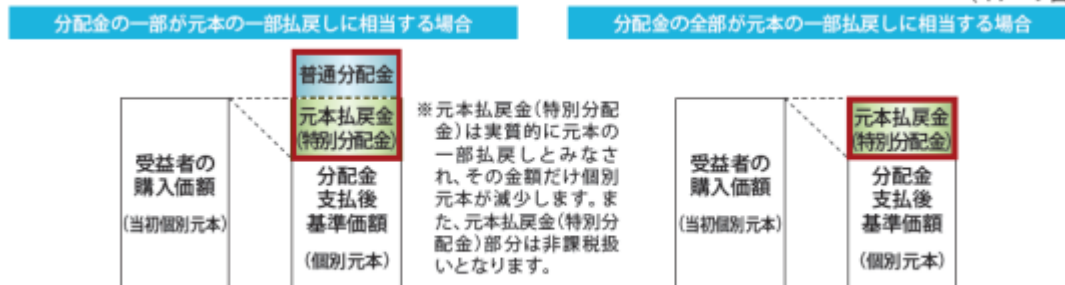 分配金の一部が元本の一部払戻しに相当する場合
普通分配金
元本払戻金
(特別分配金)
受益者の
購入価額
(当初個別元本)
分配金
支払後
基準価額
(個別元本)
※元本払戻金(特別分配
金)は実質的に元本の
一部払戻しとみなさ
れ、その金額だけ個別
元本が減少します。ま
た、元本払戻金(特別分
配金)部分は非課税扱
いとなります。
分配金の全部が元本の一部払戻しに相当する場合
元本払戻金
(特別分配金)
受益者の
購入価額
(当初個別元本)
分配金
支払後
基準価額
(個別元本)